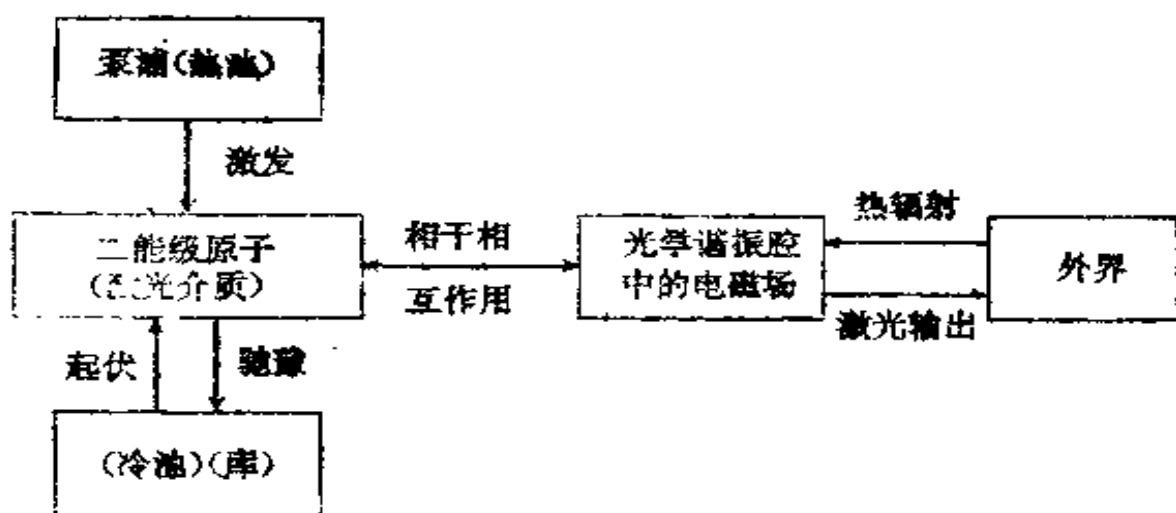 泵浦(热池)
激发
二能级原子
(激光介质)
相干相
互作用
光学谐振腔
中的电磁场
热辐射
激光输出
外界
起伏
驰豫
(冷池)(库)